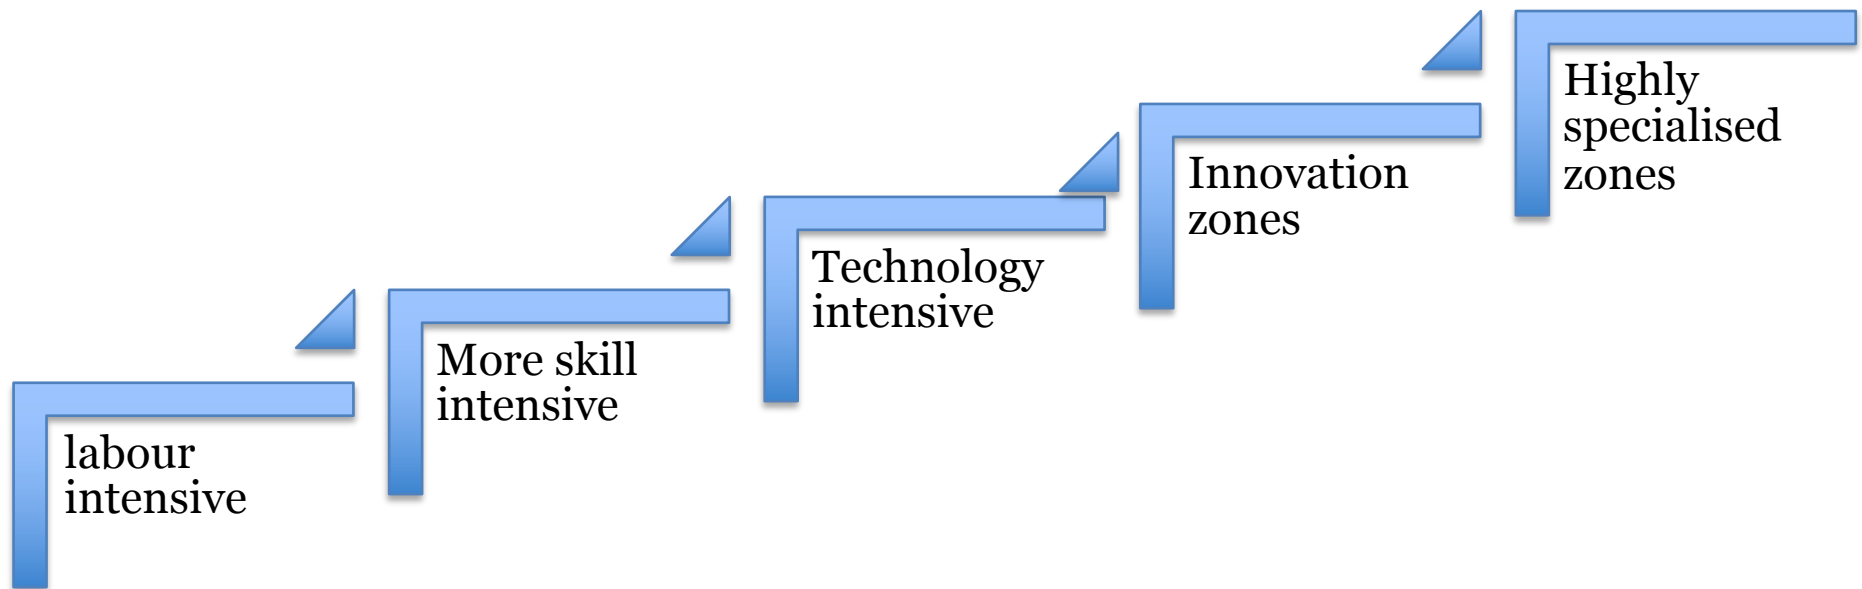 labour
intensive
More skill
intensive
Technology
intensive
Innovation
zones
Highly
specialised
zones